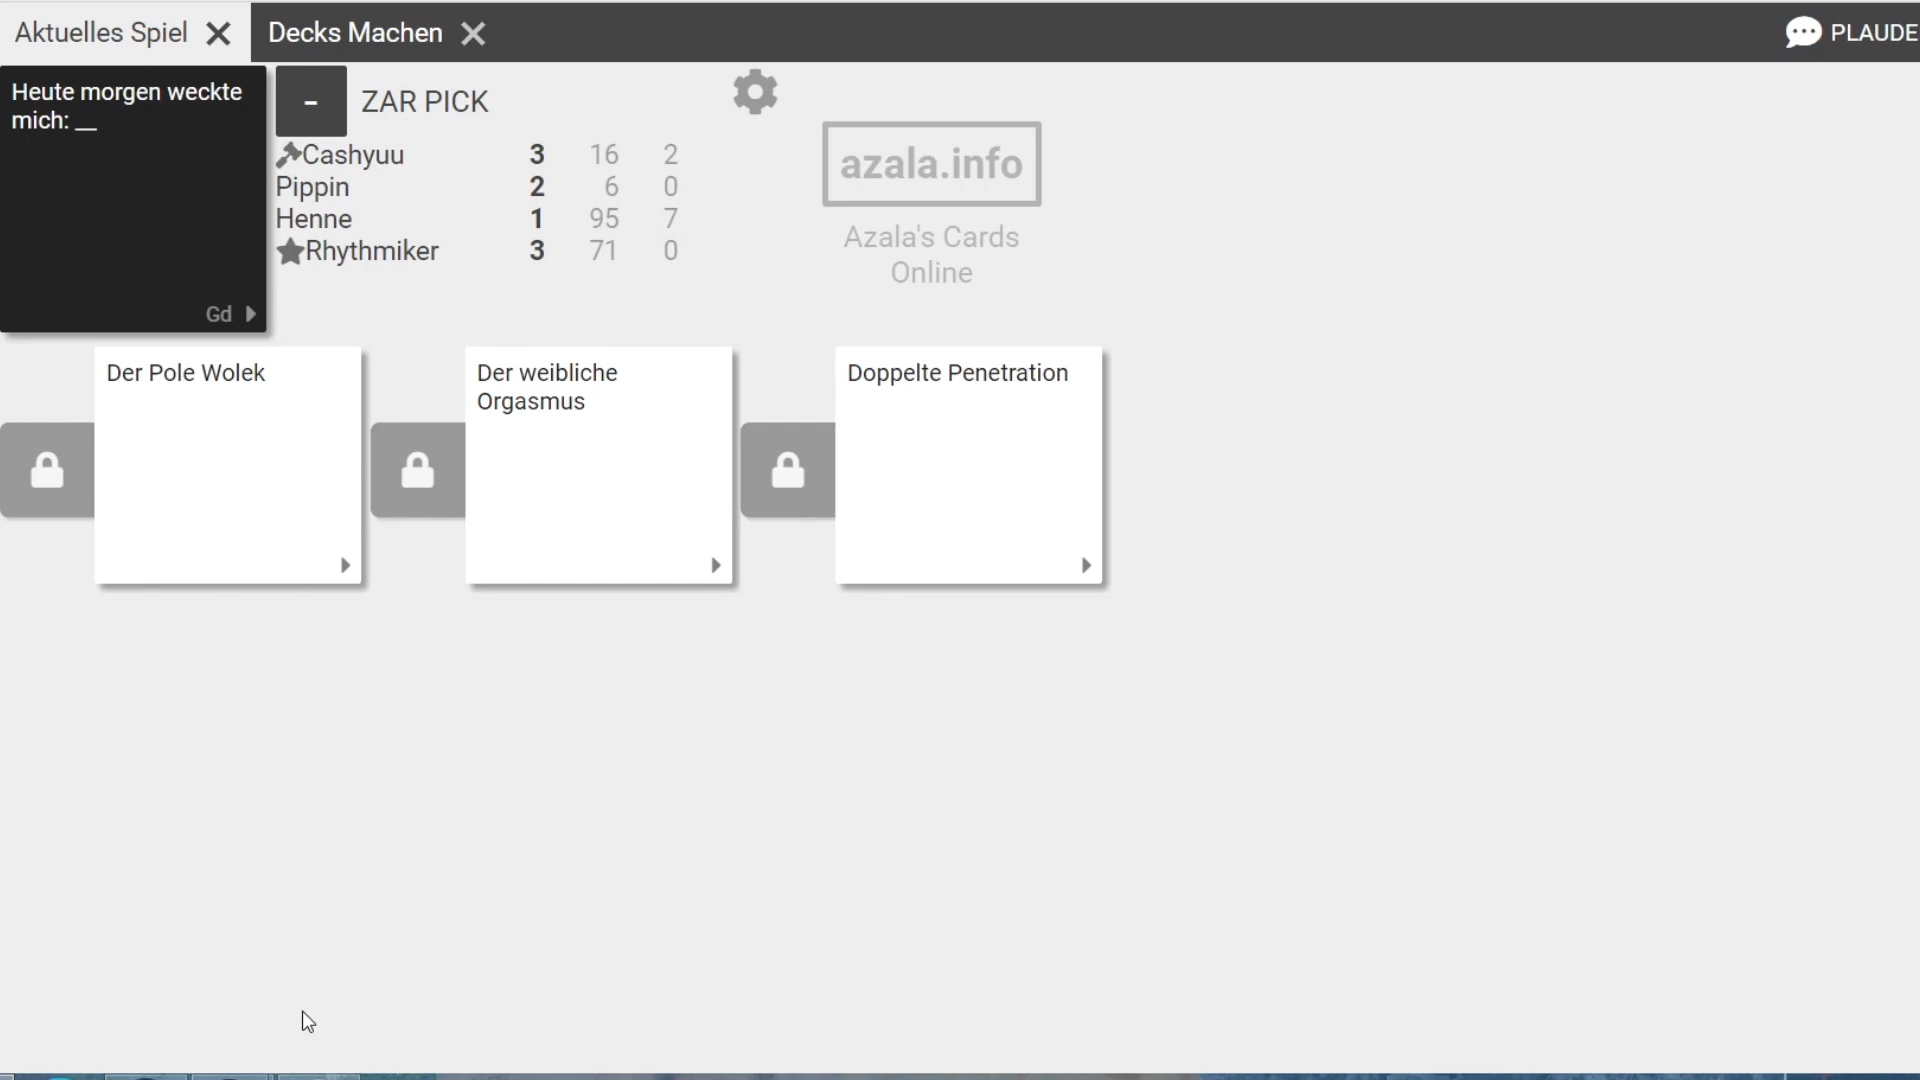 Aktuelles Spiel
Decks Machen
PLAUDE
Heute morgen weckte
mich: __
Gd
-
ZAR PICK
Cashyuu 3 16 2
Pippin 2 6 0
Henne 1 95 7
Rhythmiker 3 71 0
azala.info
Azala's Cards
Online
Der Pole Wolek
Der weibliche
Orgasmus
Doppelte Penetration